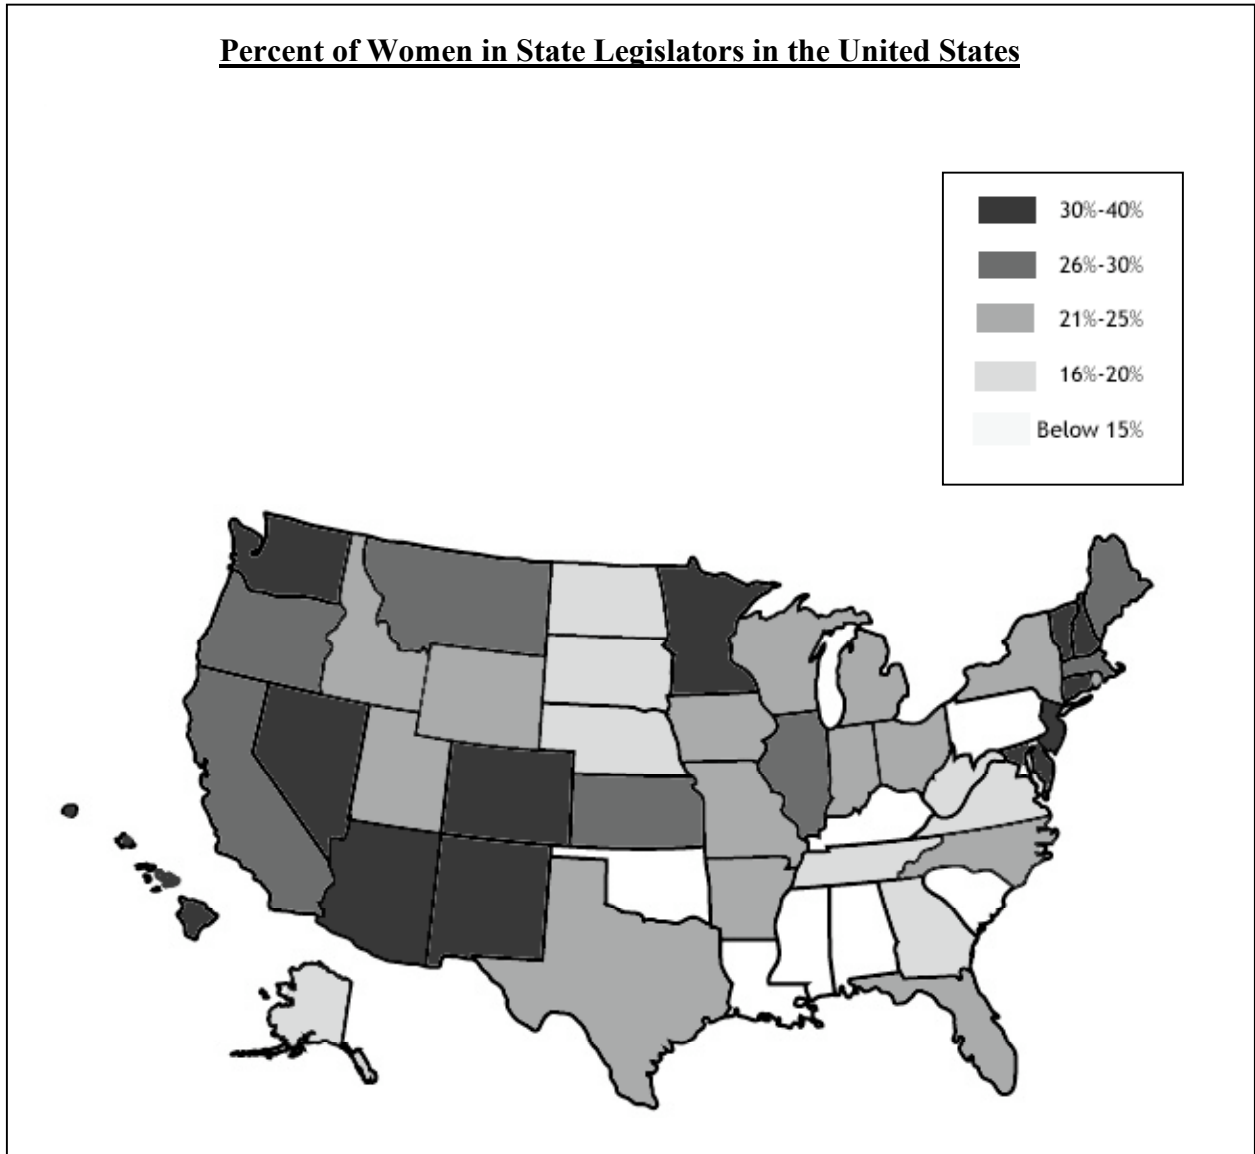 Percent of Women in State Legislators in the United States
30%-40%
26%-30%
21%-25%
16%-20%
Below 15%